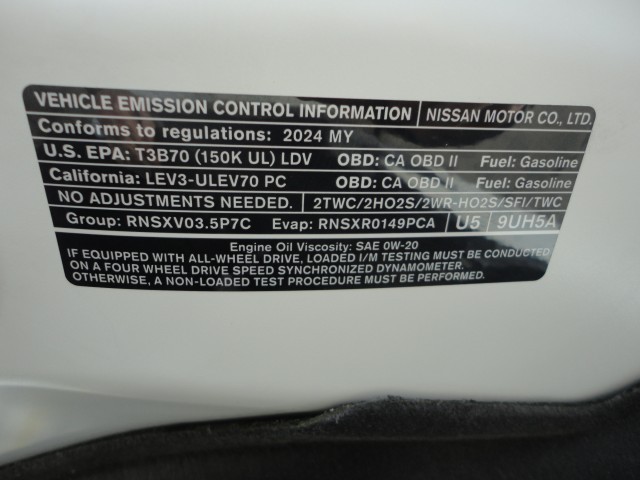 VEHICLE EMISSION CONTROL INFORMATION NISSAN MOTOR CO., LTD.
Conforms to regulations: 2024 MY
U.S. EPA: T3B70 (150K UL) LDV OBD: CA OBD II Fuel: Gasoline
California: LEV3-ULEV70 PC OBD: CA OBD II Fuel: Gasoline
NO ADJUSTMENTS NEEDED. 2TWC/2HO2S/2WR-HO2S/SFI/TWC
Group: RNSXV03.5P7C Evap: RNSXR0149PCA U5 9UH5A
Engine Oil Viscosity: SAE 0W-20
IF EQUIPPED WITH ALL-WHEEL DRIVE, LOADED I/M TESTING MUST BE CONDUCTED
ON A FOUR WHEEL DRIVE SPEED SYNCHRONIZED DYNAMOMETER.
OTHERWISE, A NON-LOADED TEST PROCEDURE MUST BE PERFORMED.